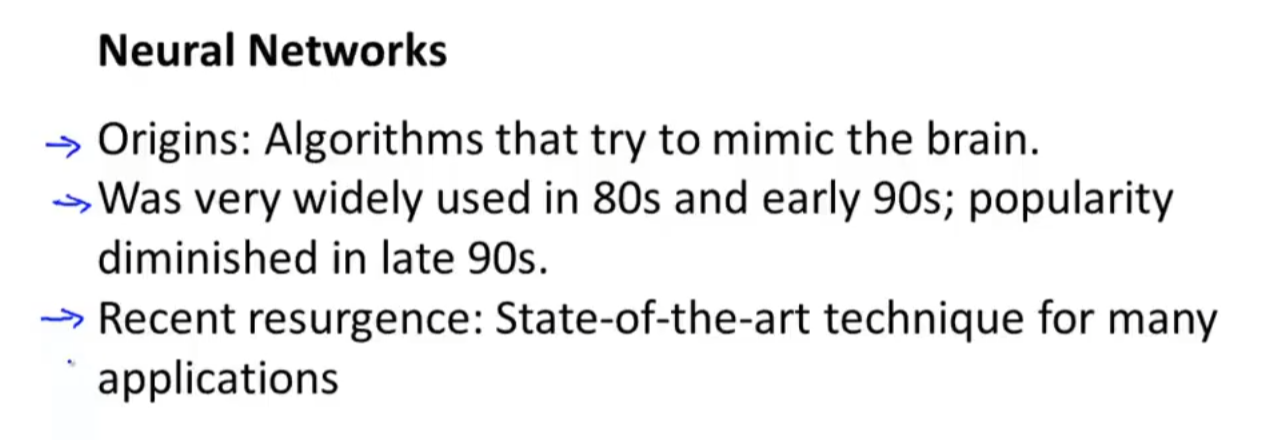 Neural Networks
Origins: Algorithms that try to mimic the brain.
Was very widely used in 80s and early 90s; popularity
diminished in late 90s.
Recent resurgence: State-of-the-art technique for many
applications